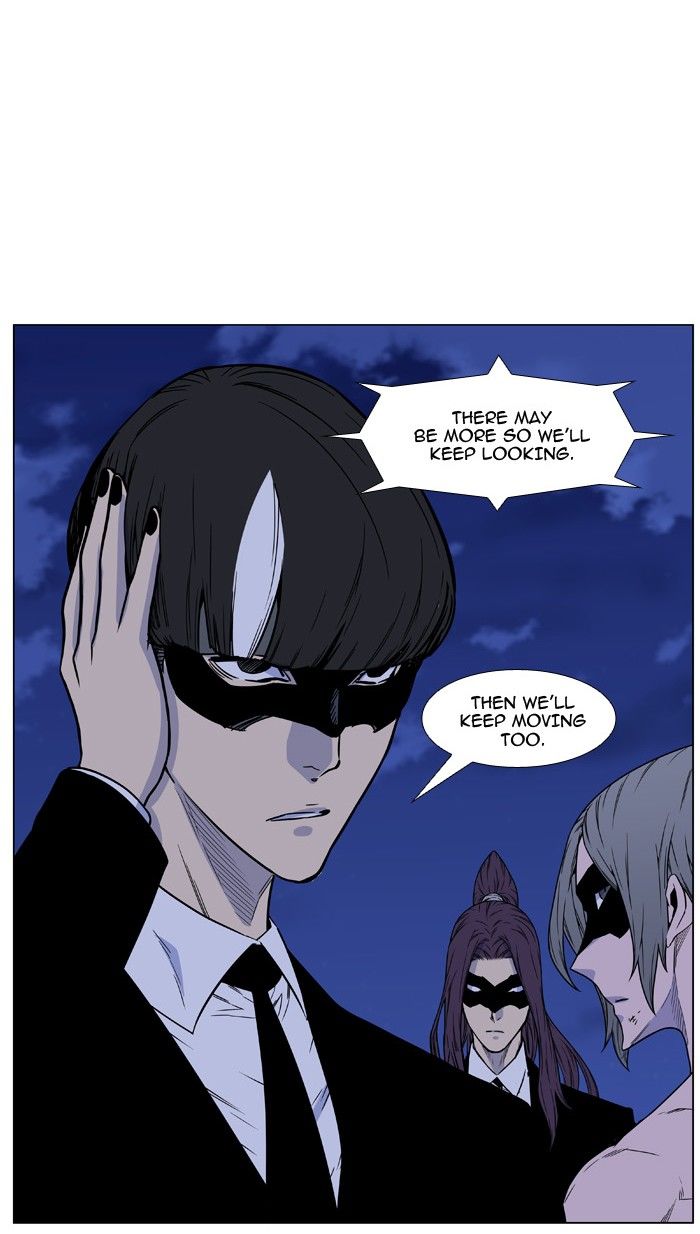 THERE MAY
BE MORE SO WE'LL
KEEP LOOKING.
THEN WE'LL
KEEP MOVING
TOO.